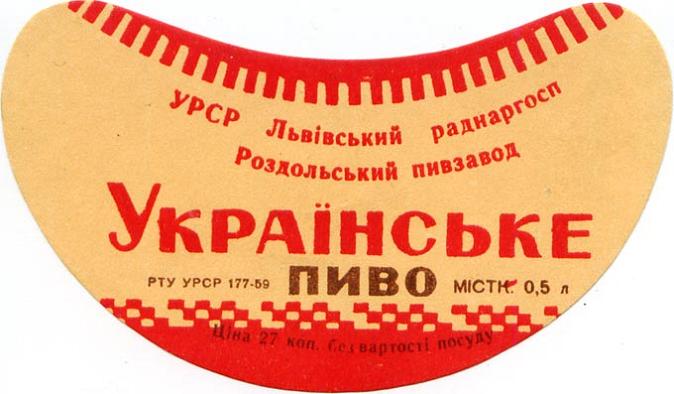 УРСР Львівський раднаргосп
Роздольський пивзавод
УКРАЇНСЬКЕ
РТУ УРСР 177-59 ПИВО МІСТК. 0,5 л
Ціна 27 коп. без вартості посуду